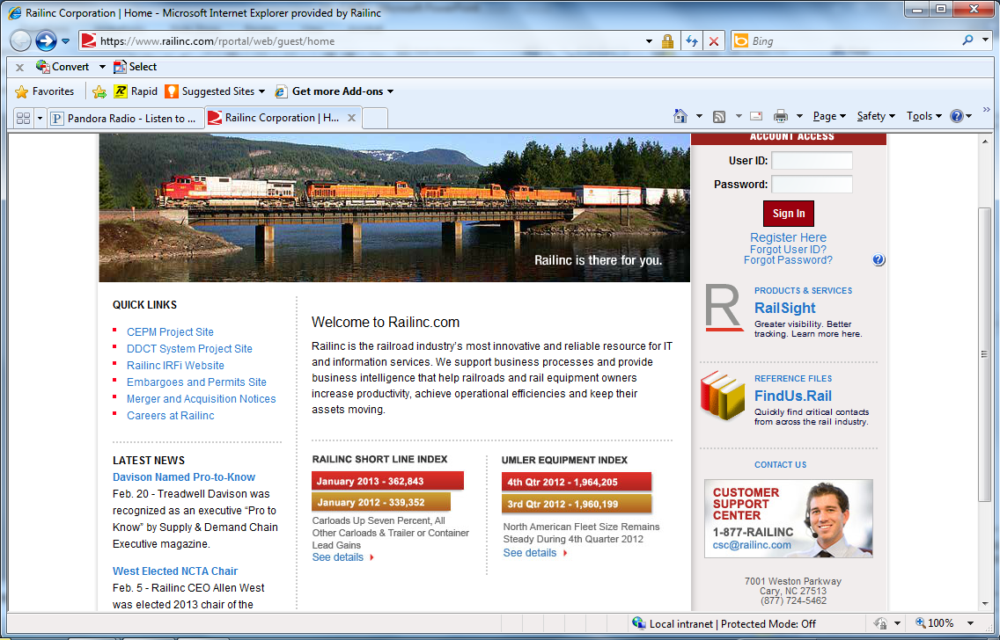 Railinc Corporation | Home - Microsoft Internet Explorer provided by Railinc
https://www.railinc.com/rportal/web/guest/home
Bing
x Convert Select
Favorites Rapid Suggested Sites Get more Add-ons
Pandora Radio - Listen to ... Railinc Corporation | H... Page Safety Tools
ACCOUNT ACCESS
User ID:
Password:
Sign In
Register Here
Forgot User ID?
Forgot Password?
Railinc is there for you.
QUICK LINKS
CEPM Project Site
DDCT System Project Site
Railinc IRFi Website
Embargoes and Permits Site
Merger and Acquisition Notices
Careers at Railinc
LATEST NEWS
Davison Named Pro-to-Know
Feb. 20 - Treadwell Davison was
recognized as an executive “Pro to
Know” by Supply & Demand Chain
Executive magazine.
West Elected NCTA Chair
Feb. 5 - Railinc CEO Allen West
was elected 2013 chair of the
Welcome to Railinc.com
Railinc is the railroad industry’s most innovative and reliable resource for IT
and information services. We support business processes and provide
business intelligence that help railroads and rail equipment owners
increase productivity, achieve operational efficiencies and keep their
assets moving.
RAILINC SHORT LINE INDEX
January 2013 - 362,843
January 2012 - 339,352
Carloads Up Seven Percent, All
Other Carloads & Trailer or Container
Lead Gains
See details
UMLER EQUIPMENT INDEX
4th Qtr 2012 - 1,964,205
3rd Qtr 2012 - 1,960,199
North American Fleet Size Remains
Steady During 4th Quarter 2012
See details
R
PRODUCTS & SERVICES
RailSight
Greater visibility. Better
tracking. Learn more here.
REFERENCE FILES
FindUs.Rail
Quickly find critical contacts
from across the rail industry.
CONTACT US
CUSTOMER
SUPPORT
CENTER
1-877-RAILINC
csc@railinc.com
7001 Weston Parkway
Cary, NC 27513
(877) 724-5462
Local intranet | Protected Mode: Off
100%